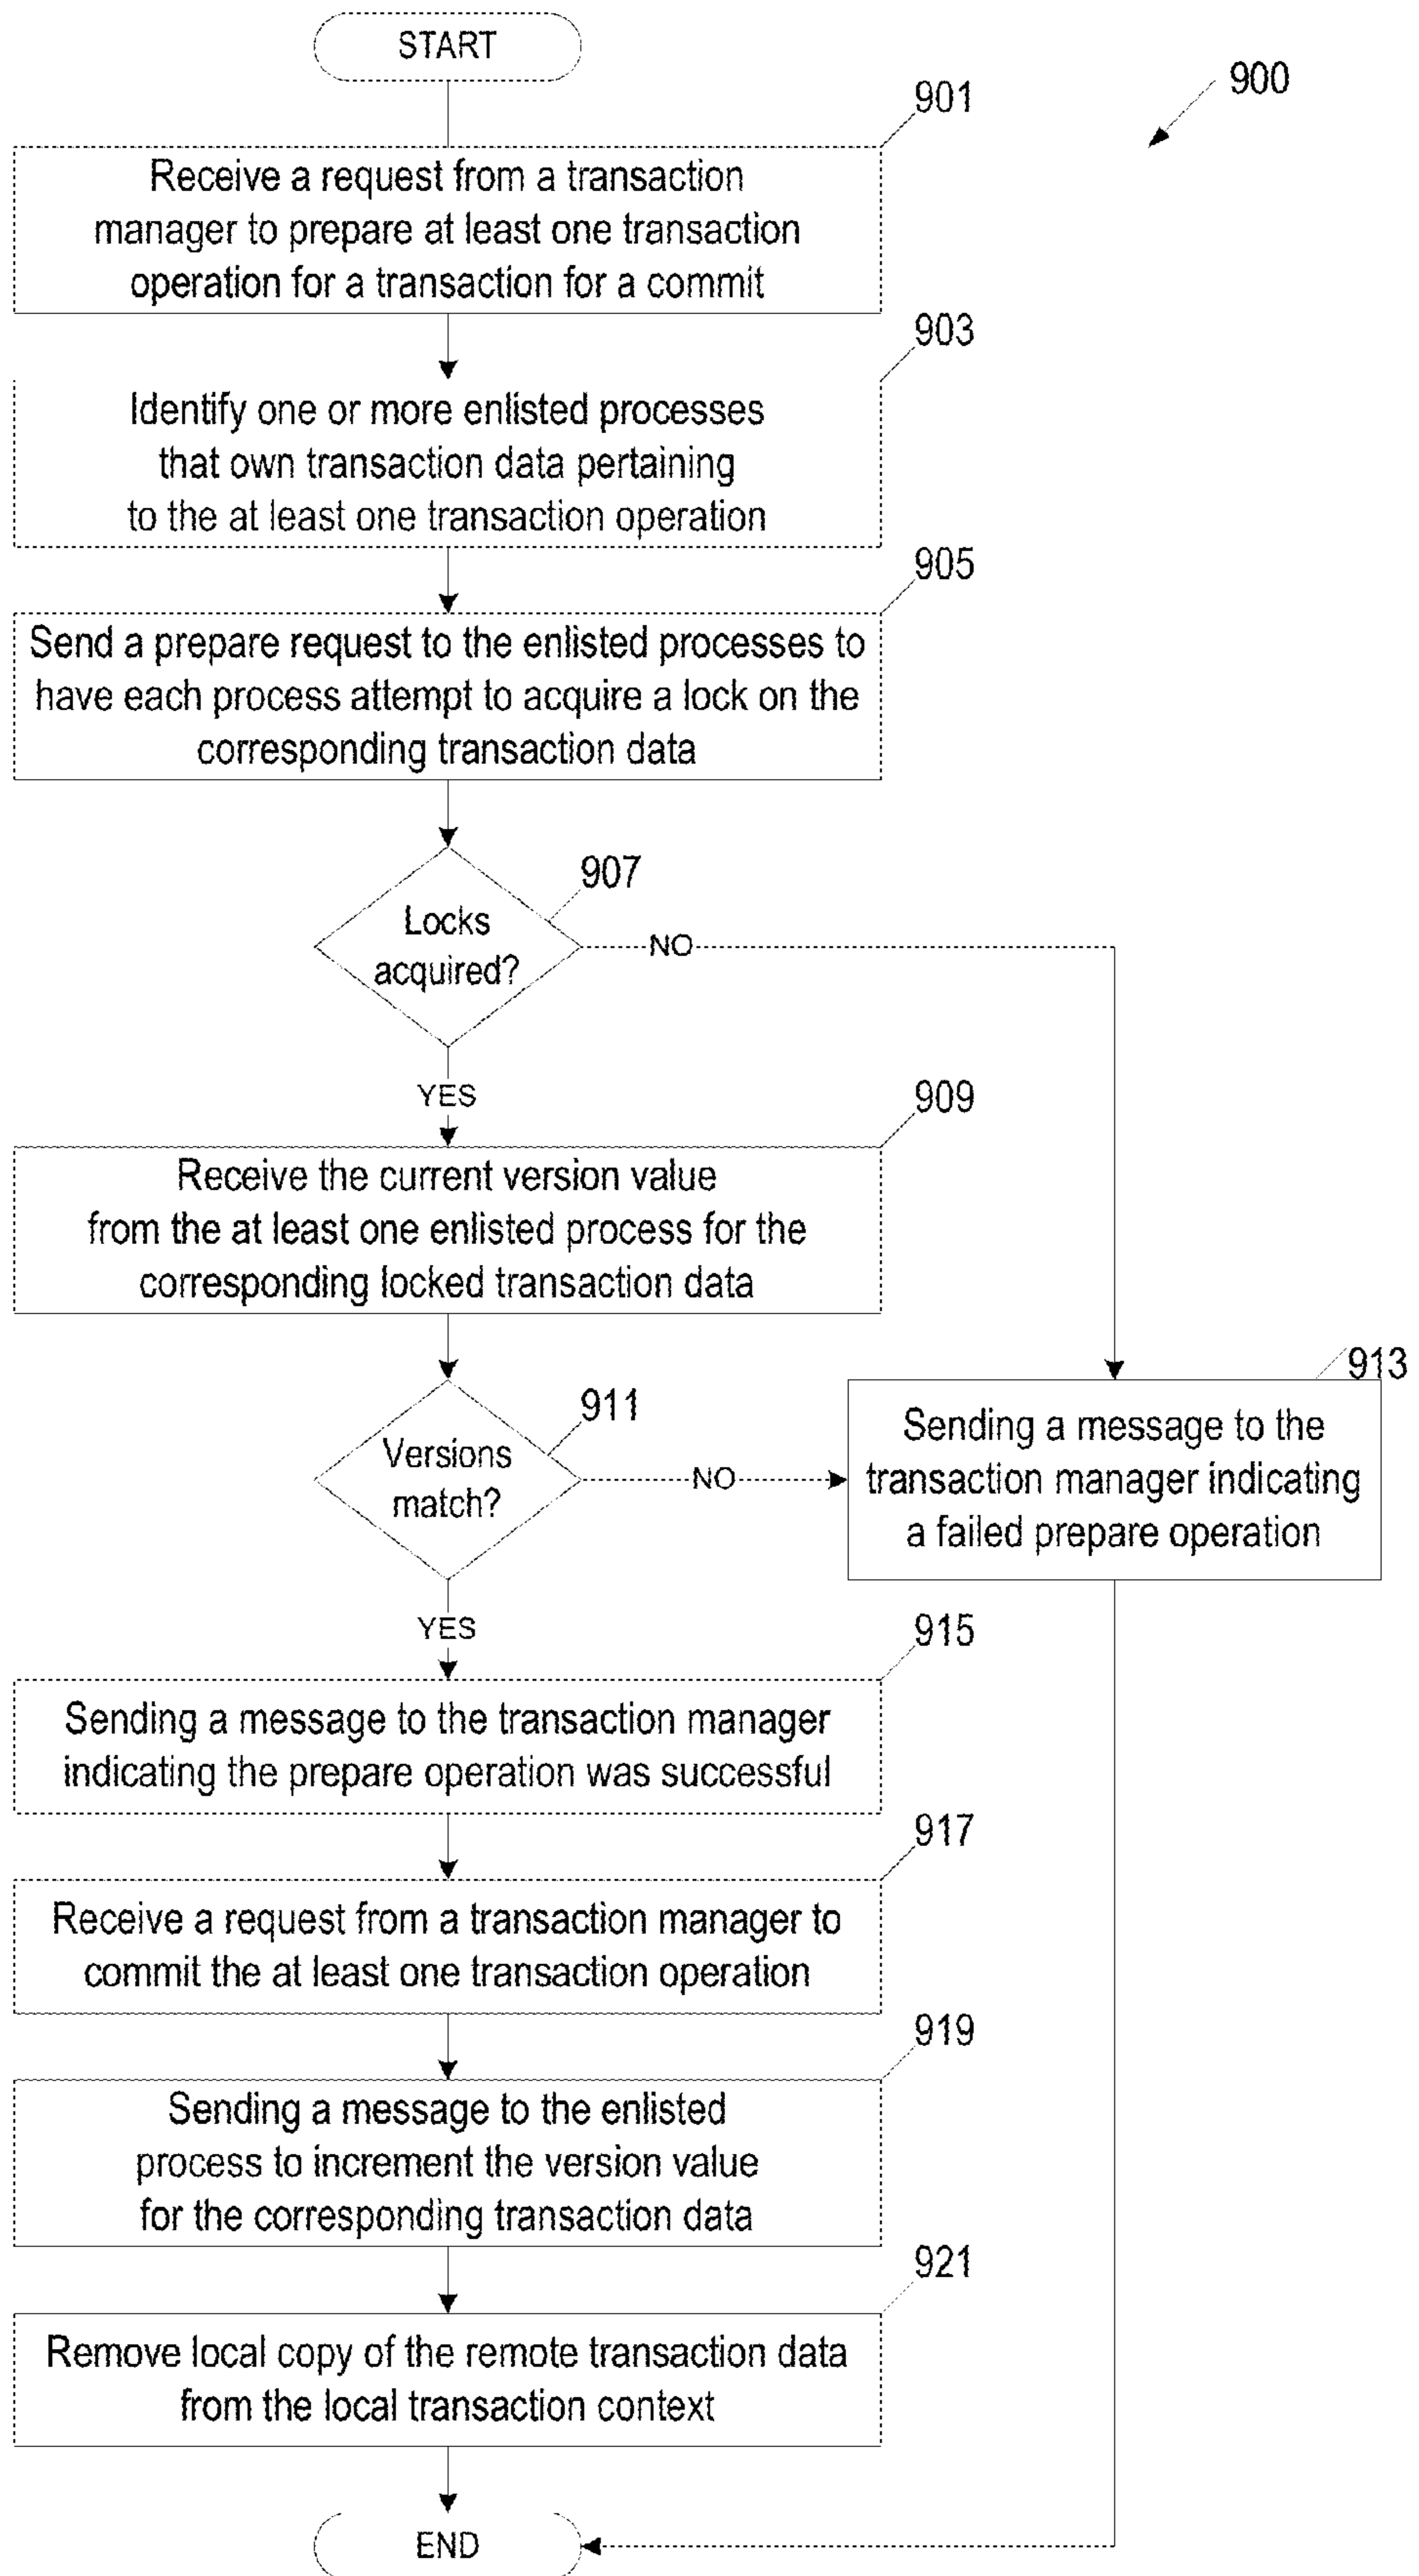 START
900
901
Receive a request from a transaction
manager to prepare at least one transaction
operation for a transaction for a commit
903
Identify one or more enlisted processes
that own transaction data pertaining
to the at least one transaction operation
905
Send a prepare request to the enlisted processes to
have each process attempt to acquire a lock on the
corresponding transaction data
907
Locks
acquired?
NO
YES
909
Receive the current version value
from the at least one enlisted process for the
corresponding locked transaction data
911
Versions
match?
NO
913
Sending a message to the
transaction manager indicating
a failed prepare operation
YES
915
Sending a message to the transaction manager
indicating the prepare operation was successful
917
Receive a request from a transaction manager to
commit the at least one transaction operation
919
Sending a message to the enlisted
process to increment the version value
for the corresponding transaction data
921
Remove local copy of the remote transaction data
from the local transaction context
END